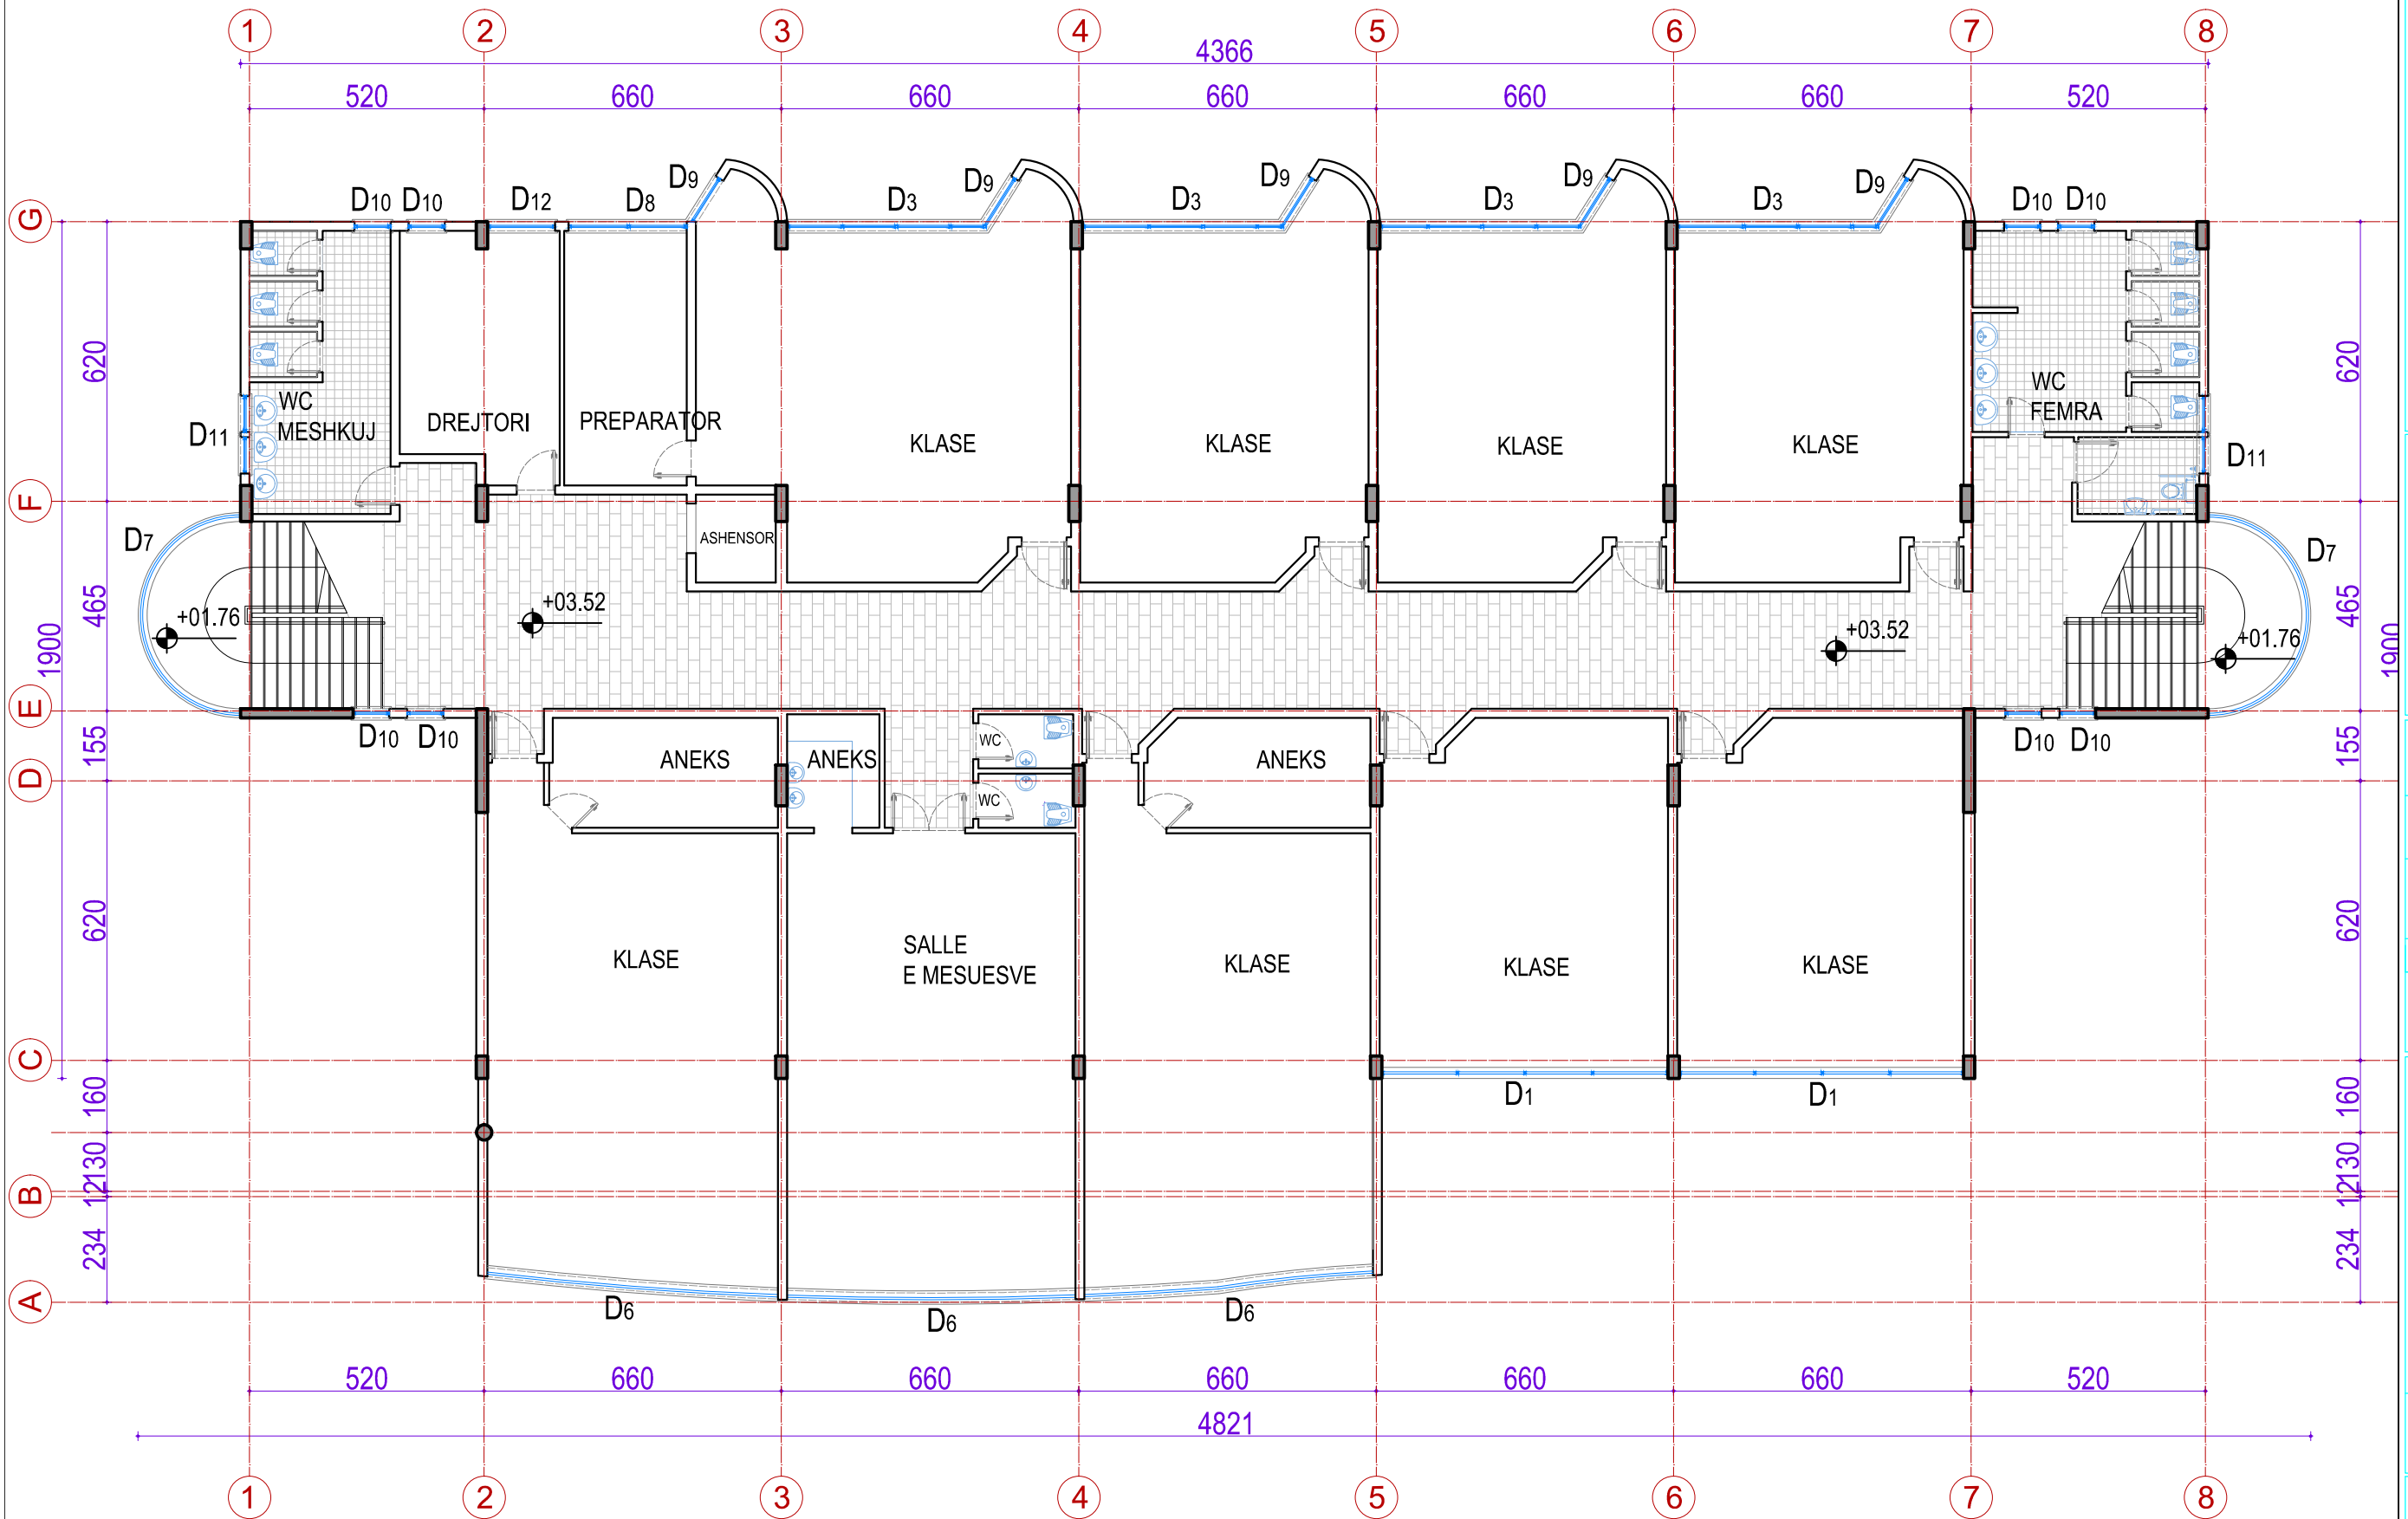 1 2 3 4 5 6 7 8
4366
520 660 660 660 660 660 520
D9 D9 D9 D9 D9
D10 D10 D12 D8 D3 D3 D3 D3 D10 D10
G
620 620
WC
MESHKUJ
DREJTORI
PREPARATOR
KLASE KLASE KLASE KLASE
WC
FEMRA
D11 D11
F
D7 D7
ASHENSOR
465 465
+01.76 +03.52 +03.52 +01.76
1900 1900
E
D10 D10 D10 D10
155 155
ANEKS ANEKS WC ANEKS
D
WC
620 620
KLASE
SALLE
E MESUESVE
KLASE KLASE KLASE
C
160 160
D1 D1
130 130
12 12
B
234 234
A
D6 D6 D6
520 660 660 660 660 660 520
4821
1 2 3 4 5 6 7 8